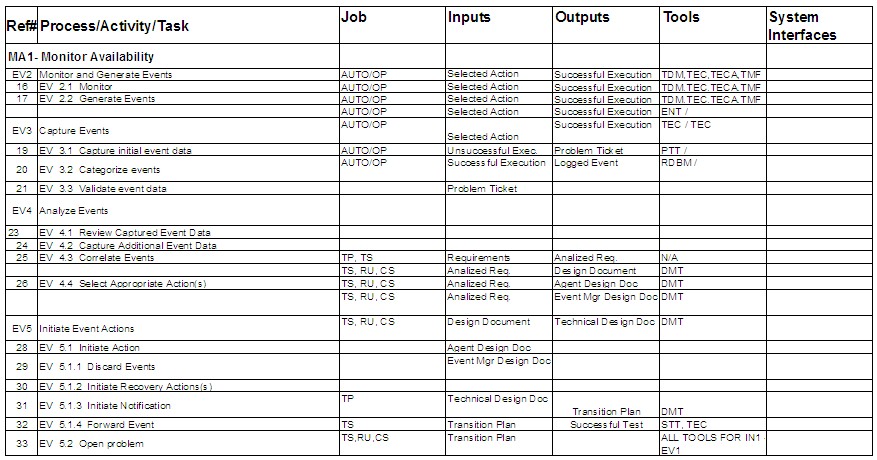 Ref# Process/Activity/Task Job Inputs Outputs Tools System
Interfaces
MA1- Monitor Availability
EV2 Monitor and Generate Events AUTO/OP Selected Action Successful Execution TDM,TEC,TECA,TMF
16 EV 2.1 Monitor AUTO/OP Selected Action Successful Execution TDM.TEC.TECA.TMF
17 EV 2.2 Generate Events AUTO/OP Selected Action Successful Execution TDM.TEC.TECA.TMF
AUTO/OP Selected Action Successful Execution ENT /
EV3 Capture Events AUTO/OP Selected Action Successful Execution TEC / TEC
19 EV 3.1 Capture initial event data AUTO/OP Unsuccessful Exec. Problem Ticket PTT /
20 EV 3.2 Categorize events AUTO/OP Successful Execution Logged Event RDBM /
21 EV 3.3 Validate event data Problem Ticket
EV4 Analyze Events
23 EV 4.1 Review Captured Event Data
24 EV 4.2 Capture Additional Event Data
25 EV 4.3 Correlate Events TP, TS Requirements Analized Req. N/A
TS, RU, CS Analized Req. Design Document DMT
26 EV 4.4 Select Appropriate Action(s) TS, RU, CS Analized Req. Agent Design Doc DMT
TS, RU, CS Analized Req. Event Mgr Design Doc DMT
EV5 Initiate Event Actions TS, RU, CS Design Document Technical Design Doc DMT
28 EV 5.1 Initiate Action Agent Design Doc
29 EV 5.1.1 Discard Events Event Mgr Design Doc
30 EV 5.1.2 Initiate Recovery Actions(s)
31 EV 5.1.3 Initiate Notification TP Technical Design Doc Transition Plan DMT
32 EV 5.1.4 Forward Event TS Transition Plan Successful Test STT, TEC
33 EV 5.2 Open problem TS,RU,CS Transition Plan ALL TOOLS FOR IN1 -
EV1